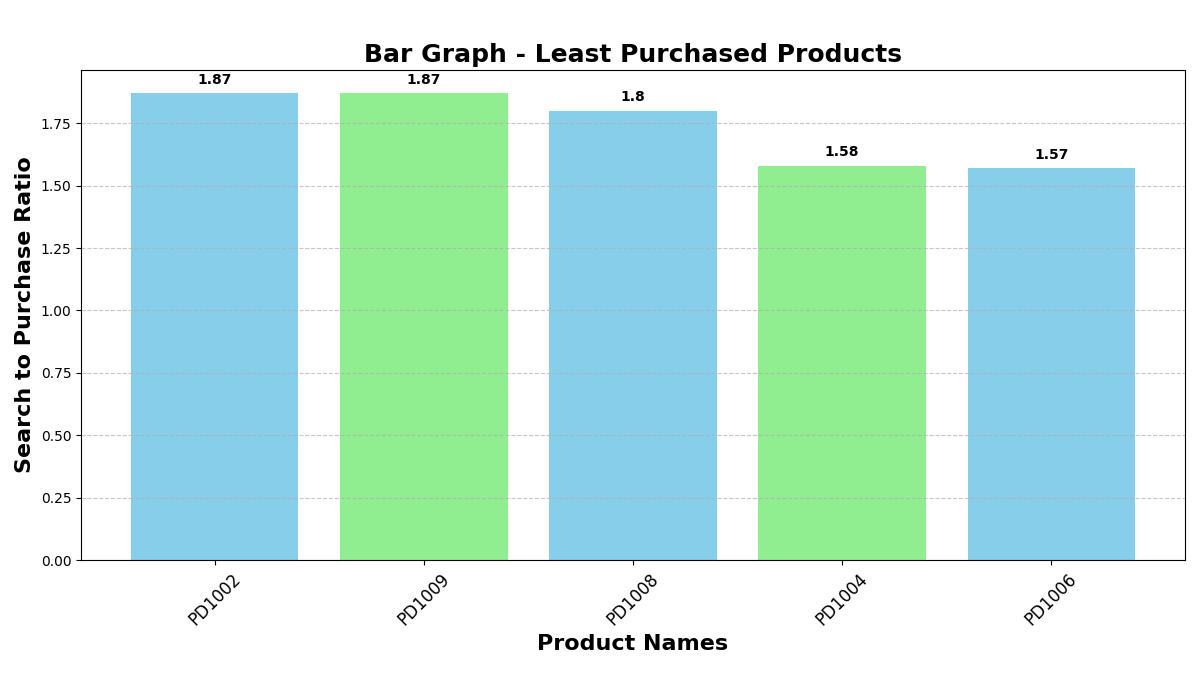 Bar Graph - Least Purchased Products
Search to Purchase Ratio
1.75
1.50
1.25
1.00
0.75
0.50
0.25
0.00
1.87
1.87
1.8
1.58
1.57
PD1002
PD1009
PD1008
PD1004
PD1006
Product Names